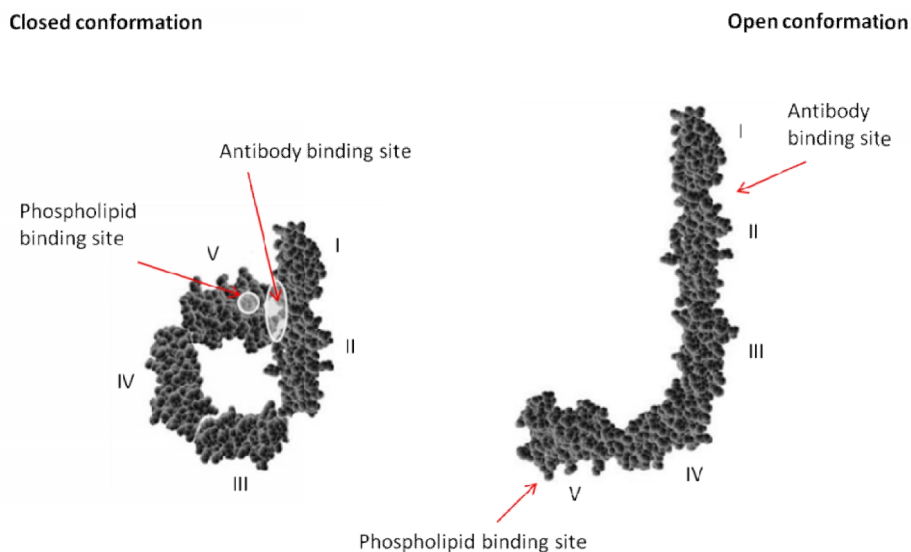 Closed conformation
Open conformation
Antibody binding site
Phospholipid
binding site
V
I
II
IV
III
Antibody
binding site
I
II
III
IV
V
Phospholipid binding site